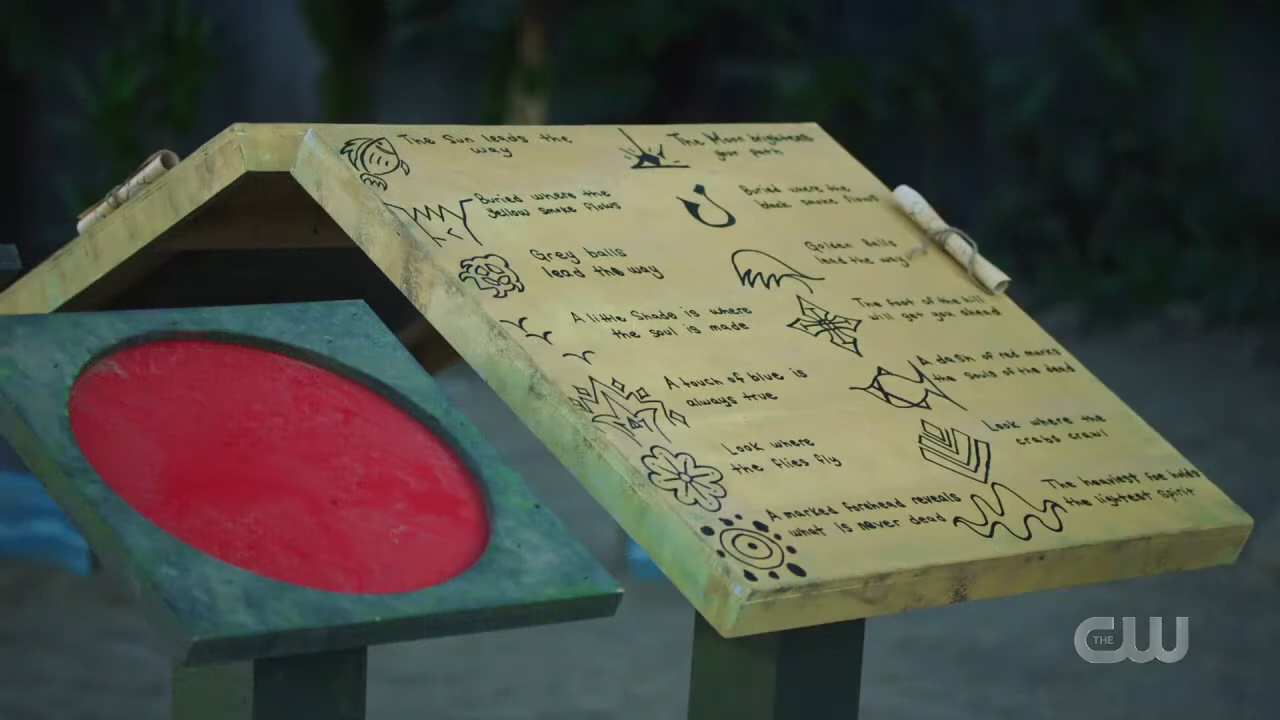 The Sun leads the
way
The Moon brightens
your path
Buried where the
yellow smoke flows
Buried where the
black smoke flows
Grey balls
lead the way
Golden Balls
lead the way
A little Shade is where
the soul is made
The foot of the hill
will get you ahead
A touch of blue is
always true
A dash of red marks
the souls of the dead
Look where
the flies fly
Look where the
crabs crawl
A marked forehead reveals
what is never dead
The heaviest foe holds
the lightest Spirit
THE CW